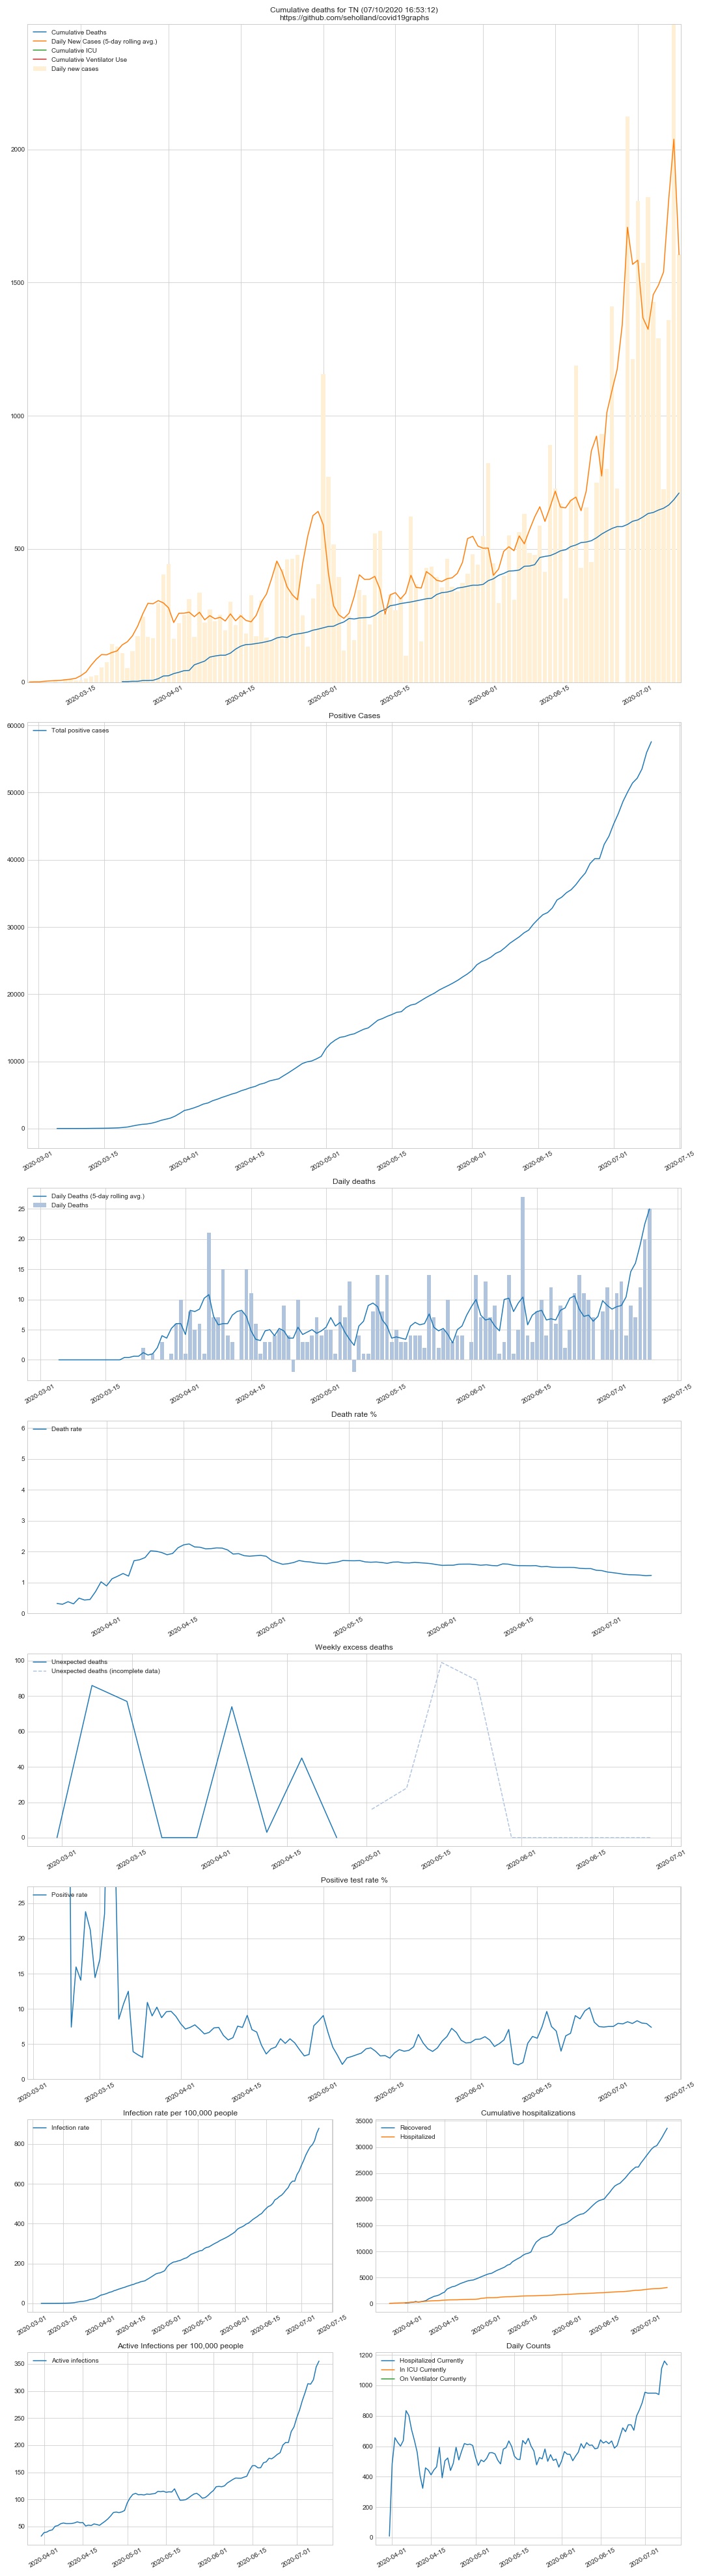 Cumulative deaths for TN (07/10/2020 16:53:12)
https://github.com/seholland/covid19graphs
Cumulative Deaths
Daily New Cases (5-day rolling avg.)
Cumulative ICU
Cumulative Ventilator Use
Daily new cases
2000
1500
1000
500
0
2020-03-15 2020-04-01 2020-04-15 2020-05-01 2020-05-15 2020-06-01 2020-06-15 2020-07-01
Positive Cases
Total positive cases
60000
50000
40000
30000
20000
10000
0
2020-03-01 2020-03-15 2020-04-01 2020-04-15 2020-05-01 2020-05-15 2020-06-01 2020-06-15 2020-07-01 2020-07-15
Daily deaths
Daily Deaths (5-day rolling avg.)
Daily Deaths
25
20
15
10
5
0
2020-03-01 2020-03-15 2020-04-01 2020-04-15 2020-05-01 2020-05-15 2020-06-01 2020-06-15 2020-07-01 2020-07-15
Death rate %
Death rate
6
5
4
3
2
1
0
2020-04-01 2020-04-15 2020-05-01 2020-05-15 2020-06-01 2020-06-15 2020-07-01
Weekly excess deaths
Unexpected deaths
Unexpected deaths (incomplete data)
100
80
60
40
20
0
2020-03-01 2020-03-15 2020-04-01 2020-04-15 2020-05-01 2020-05-15 2020-06-01 2020-06-15 2020-07-01
Positive test rate %
Positive rate
25
20
15
10
5
0
2020-03-01 2020-03-15 2020-04-01 2020-04-15 2020-05-01 2020-05-15 2020-06-01 2020-06-15 2020-07-01 2020-07-15
Infection rate per 100,000 people
Infection rate
800
600
400
200
0
2020-03-01 2020-03-15 2020-04-01 2020-04-15 2020-05-01 2020-05-15 2020-06-01 2020-06-15 2020-07-01 2020-07-15
Cumulative hospitalizations
Recovered
Hospitalized
35000
30000
25000
20000
15000
10000
5000
0
2020-04-01 2020-04-15 2020-05-01 2020-05-15 2020-06-01 2020-06-15 2020-07-01
Active Infections per 100,000 people
Active infections
350
300
250
200
150
100
50
2020-04-01 2020-04-15 2020-05-01 2020-05-15 2020-06-01 2020-06-15 2020-07-01
Daily Counts
Hospitalized Currently
In ICU Currently
On Ventilator Currently
1200
1000
800
600
400
200
0
2020-04-01 2020-04-15 2020-05-01 2020-05-15 2020-06-01 2020-06-15 2020-07-01